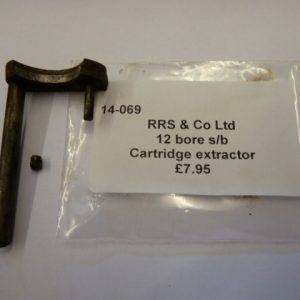 14-069
RRS & Co Ltd
12 bore s/b
Cartridge extractor
£7.95